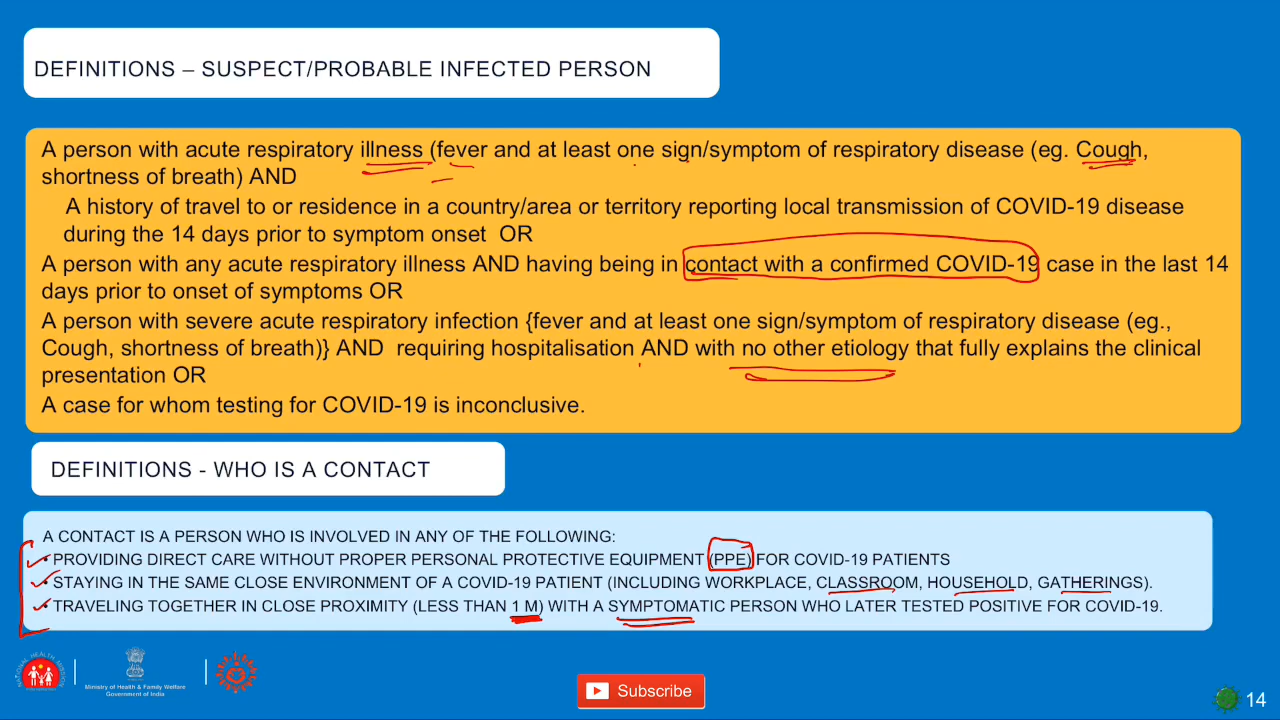 DEFINITIONS – SUSPECT/PROBABLE INFECTED PERSON
A person with acute respiratory illness (fever and at least one sign/symptom of respiratory disease (eg. Cough,
shortness of breath) AND
A history of travel to or residence in a country/area or territory reporting local transmission of COVID-19 disease
during the 14 days prior to symptom onset OR
A person with any acute respiratory illness AND having being in contact with a confirmed COVID-19 case in the last 14
days prior to onset of symptoms OR
A person with severe acute respiratory infection {fever and at least one sign/symptom of respiratory disease (eg.,
Cough, shortness of breath)} AND requiring hospitalisation AND with no other etiology that fully explains the clinical
presentation OR
A case for whom testing for COVID-19 is inconclusive.
DEFINITIONS - WHO IS A CONTACT
A CONTACT IS A PERSON WHO IS INVOLVED IN ANY OF THE FOLLOWING:
• PROVIDING DIRECT CARE WITHOUT PROPER PERSONAL PROTECTIVE EQUIPMENT (PPE) FOR COVID-19 PATIENTS
• STAYING IN THE SAME CLOSE ENVIRONMENT OF A COVID-19 PATIENT (INCLUDING WORKPLACE, CLASSROOM, HOUSEHOLD, GATHERINGS).
• TRAVELING TOGETHER IN CLOSE PROXIMITY (LESS THAN 1 M) WITH A SYMPTOMATIC PERSON WHO LATER TESTED POSITIVE FOR COVID-19.
NATIONAL HEALTH MISSION
Ministry of Health & Family Welfare
Government of India
Subscribe
14